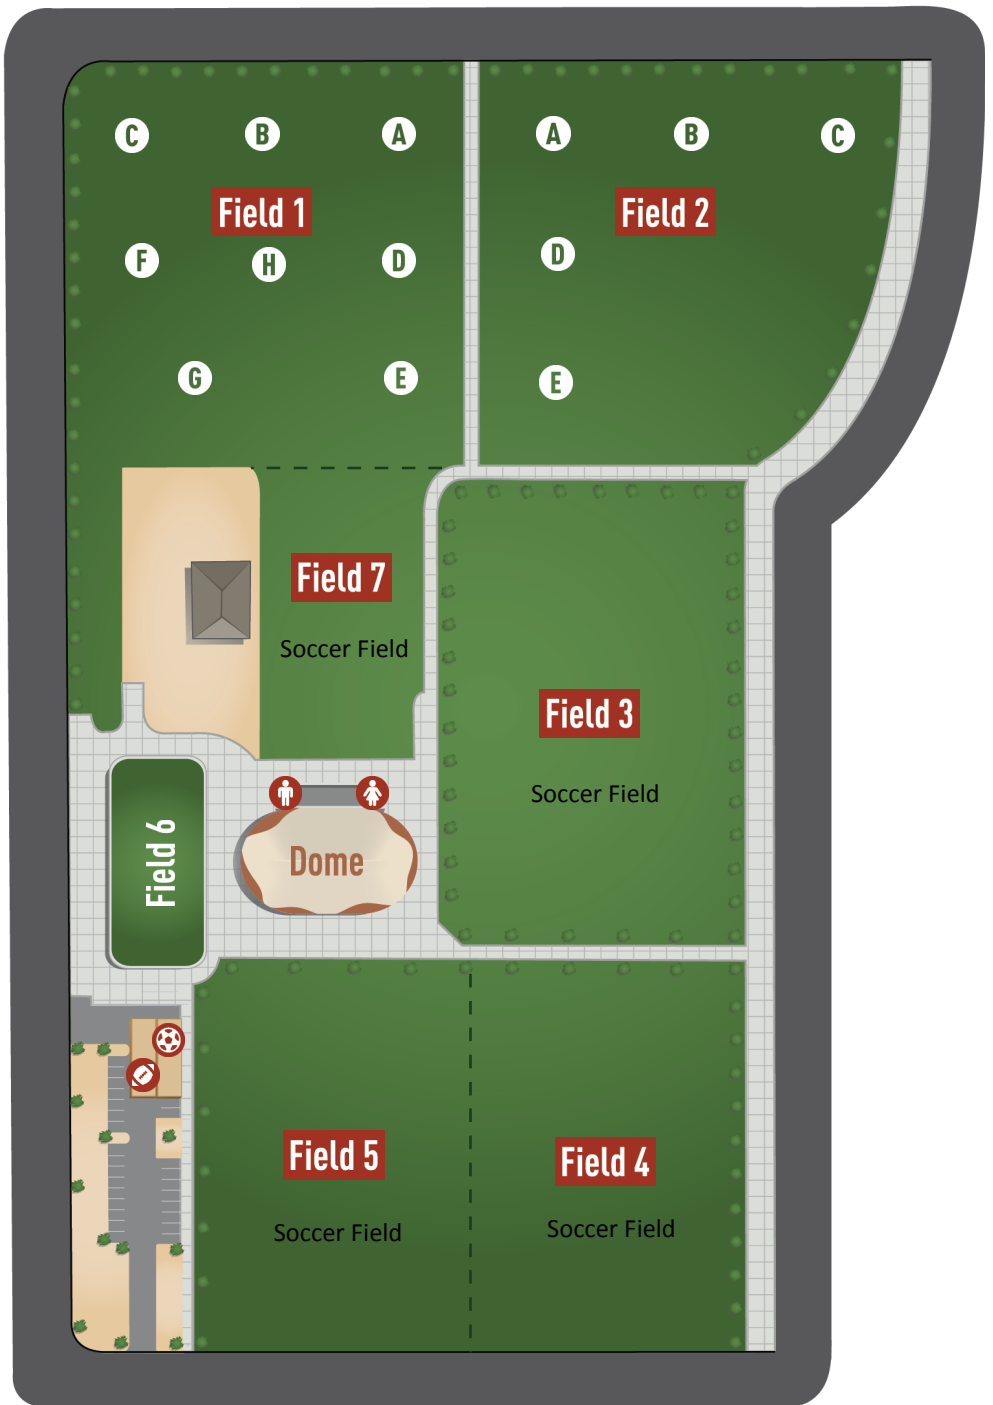 C B A
A B C
Field 1
Field 2
F H D
D
G E
E
Field 7
Soccer Field
Field 3
Soccer Field
Field 6
Dome
Field 5
Field 4
Soccer Field
Soccer Field